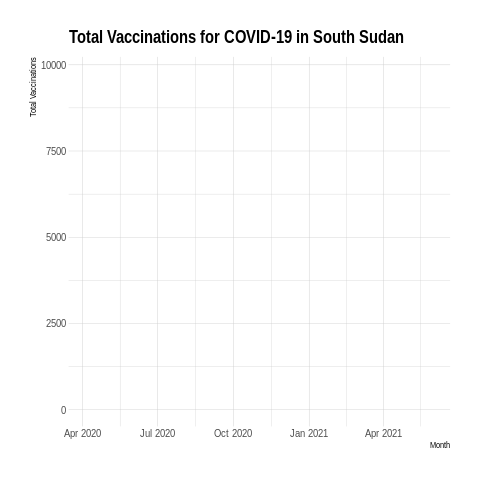 Total Vaccinations for COVID-19 in South Sudan
Total Vaccinations
10000
7500
5000
2500
0
Apr 2020 Jul 2020 Oct 2020 Jan 2021 Apr 2021
Month